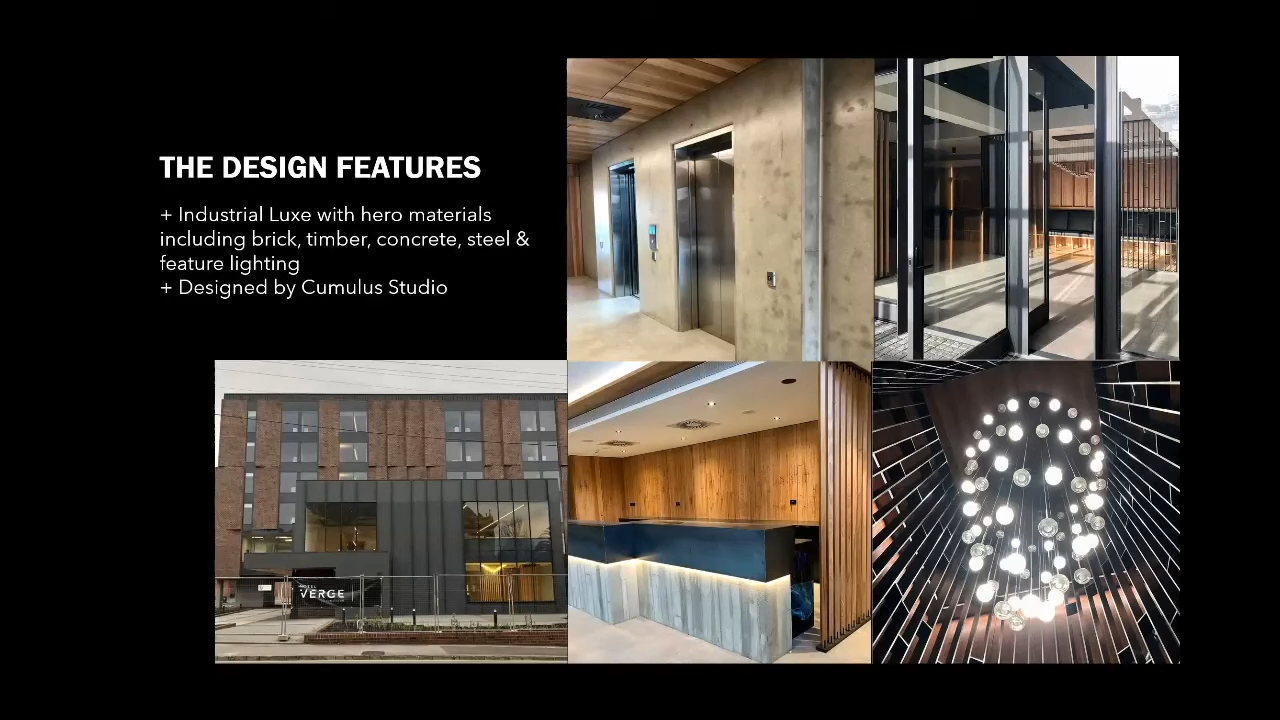 THE DESIGN FEATURES
+ Industrial Luxe with hero materials
including brick, timber, concrete, steel &
feature lighting
+ Designed by Cumulus Studio
VERGE